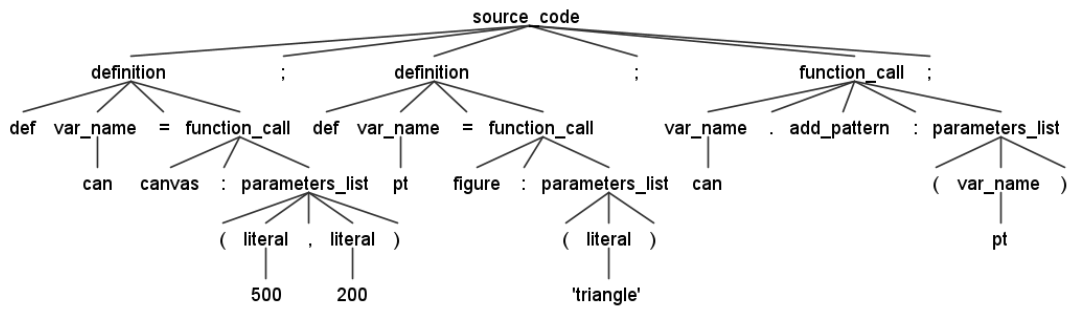 source_code
definition ; definition ; function_call ;
def var_name = function_call def var_name = function_call var_name . add_pattern : parameters_list
can canvas : parameters_list pt figure : parameters_list can ( var_name )
( literal , literal ) ( literal ) pt
500 200 'triangle'